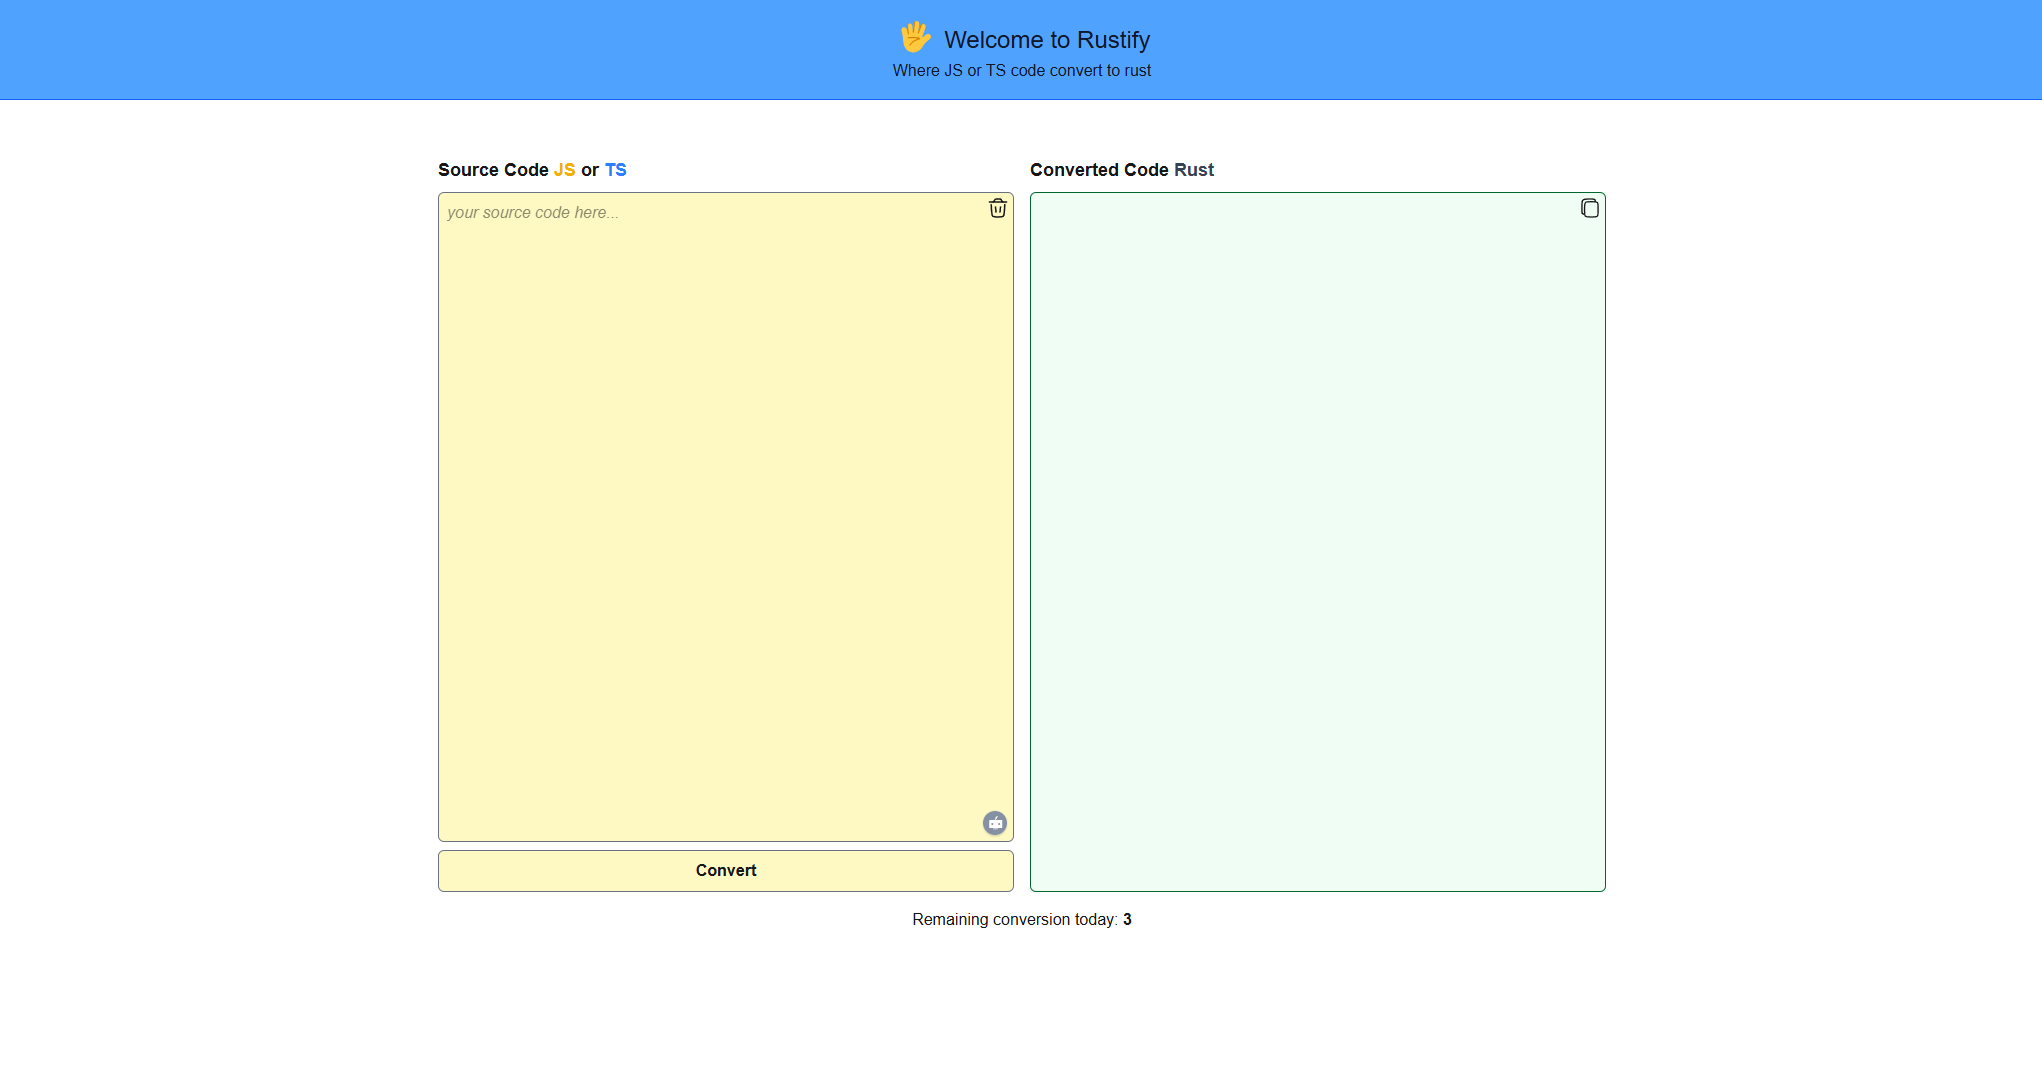 🖐 Welcome to Rustify
Where JS or TS code convert to rust
Source Code JS or TS
your source code here...
Convert
Converted Code Rust
Remaining conversion today: 3